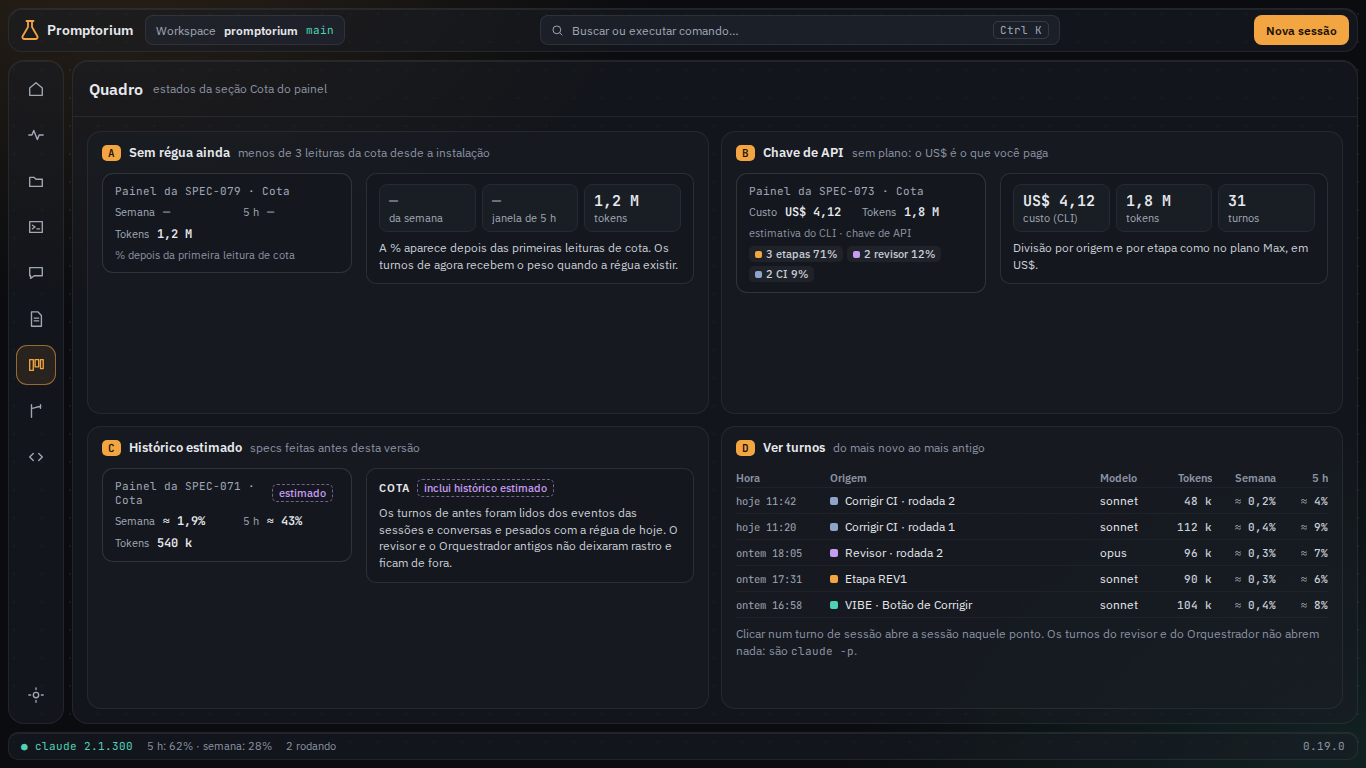 Promptorium
Workspace promptorium main
Buscar ou executar comando...
Ctrl K
Nova sessão
Quadro estados da seção Cota do painel
A Sem régua ainda menos de 3 leituras da cota desde a instalação
Painel da SPEC-079 · Cota
Semana — 5 h —
Tokens 1,2 M
% depois da primeira leitura de cota
— — 1,2 M
da semana janela de 5 h tokens
A % aparece depois das primeiras leituras de cota. Os
turnos de agora recebem o peso quando a régua existir.
B Chave de API sem plano: o US$ é o que você paga
Painel da SPEC-073 · Cota
Custo US$ 4,12 Tokens 1,8 M
estimativa do CLI · chave de API
3 etapas 71% 2 revisor 12%
2 CI 9%
US$ 4,12 1,8 M 31
custo (CLI) tokens turnos
Divisão por origem e por etapa como no plano Max, em
US$.
C Histórico estimado specs feitas antes desta versão
Painel da SPEC-071 ·
Cota
estimado
Semana ≈ 1,9% 5 h ≈ 43%
Tokens 540 k
COTA inclui histórico estimado
Os turnos de antes foram lidos dos eventos das
sessões e conversas e pesados com a régua de hoje. O
revisor e o Orquestrador antigos não deixaram rastro e
ficam de fora.
D Ver turnos do mais novo ao mais antigo
Hora Origem Modelo Tokens Semana 5 h
hoje 11:42 Corrigir CI · rodada 2 sonnet 48 k ≈ 0,2% ≈ 4%
hoje 11:20 Corrigir CI · rodada 1 sonnet 112 k ≈ 0,4% ≈ 9%
ontem 18:05 Revisor · rodada 2 opus 96 k ≈ 0,3% ≈ 7%
ontem 17:31 Etapa REV1 sonnet 90 k ≈ 0,3% ≈ 6%
ontem 16:58 VIBE · Botão de Corrigir sonnet 104 k ≈ 0,4% ≈ 8%
Clicar num turno de sessão abre a sessão naquele ponto. Os turnos do revisor e do Orquestrador não abrem
nada: são claude -p.
claude 2.1.300 5 h: 62% · semana: 28% 2 rodando
0.19.0